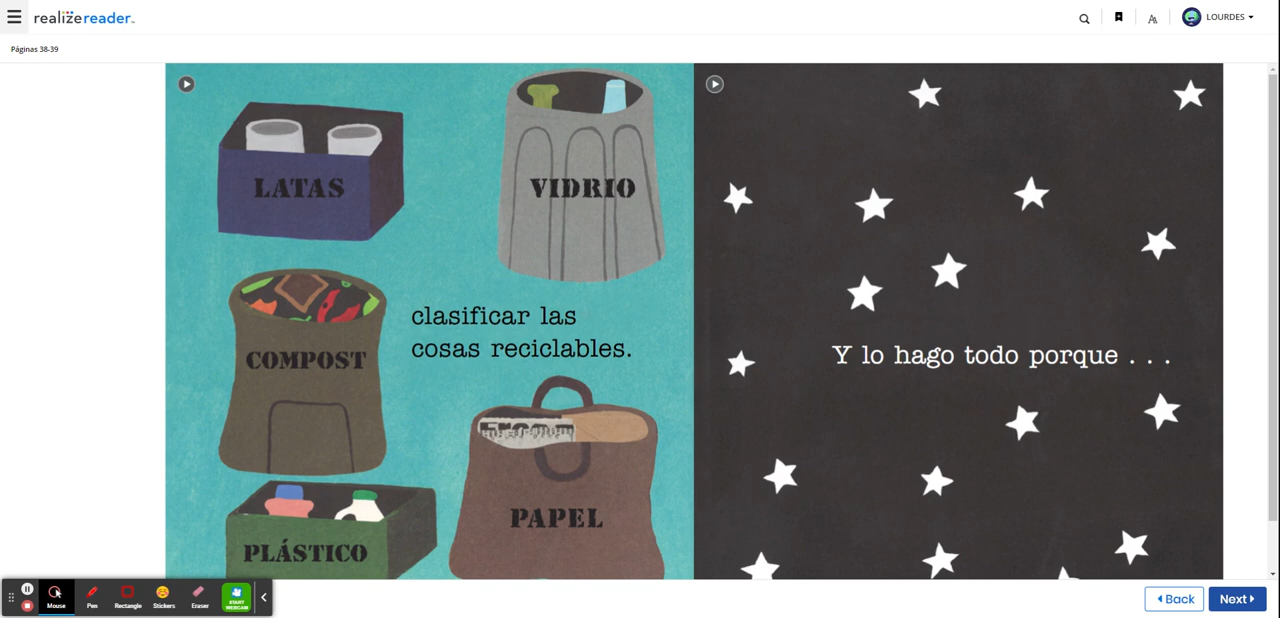 realizereader
LOURDES
Páginas 38-39
LATAS
VIDRIO
clasificar las
cosas reciclables.
COMPOST
PAPEL
PLÁSTICO
Y lo hago todo porque . . .
Mouse
Pen
Rectangle
Stickers
Eraser
START
WEBCAM
Back
Next